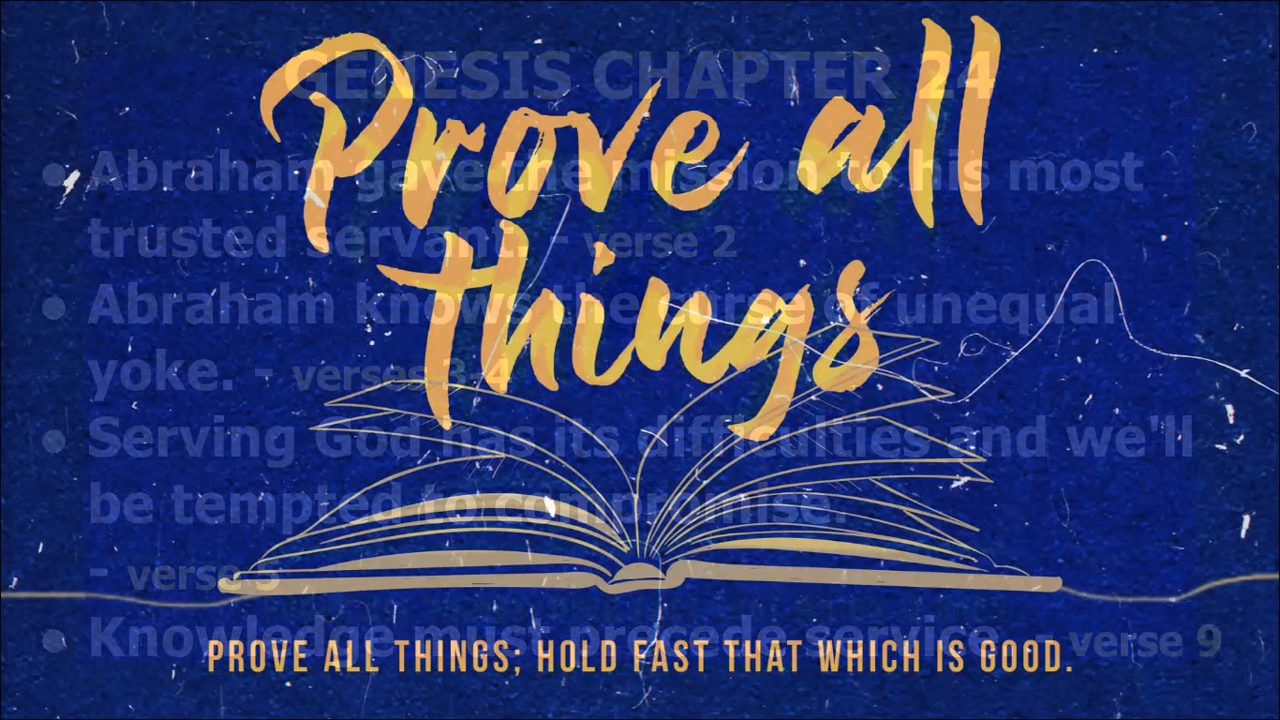 GENESIS CHAPTER 24
Prove all
things
• Abraham gave the mission to his most
trusted servant. - verse 2
• Abraham knows the curse of unequal
yoke. - verses 3-4
• Serving God has its difficulties and we'll
be tempted to compromise.
- verse 5
• Knowledge must precede service. - verse 9
PROVE ALL THINGS; HOLD FAST THAT WHICH IS GOOD.